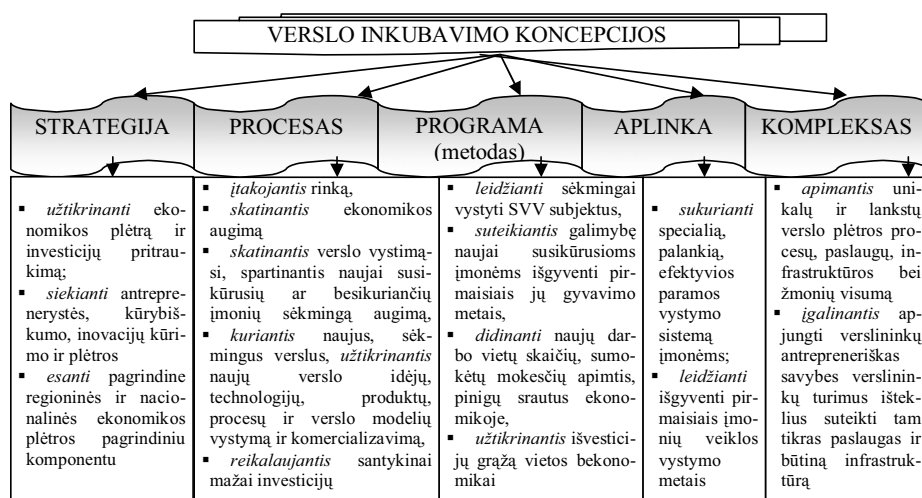 VERSLO INKUBAVIMO KONCEPCIJOS
STRATEGIJA
PROCESAS
PROGRAMA
(metodas)
APLINKA
KOMPLEKSAS
▪ užtikrinanti eko-
nomikos plėtrą ir
investicijų pritrau-
kimą;
▪ siekianti antrepre-
nerystės, kūrybiš-
kumo, inovacijų kūri-
mo ir plėtros
▪ esanti pagrindine
regioninės ir nacio-
nalinės ekonomikos
plėtros pagrindiniu
komponentu
▪ įtakojantis rinką,
▪ skatinantis ekonomikos
augimą
▪ skatinantis verslo vystymą-
si, spartinantis naujai susi-
kūrusių ar besikuriančių
įmonių sėkmingą augimą,
▪ kuriantis naujus, sėk-
mingus verslus, užtikrinantis
naujų verslo idėjų,
technologijų, produktų,
procesų ir verslo modelių
vystymą ir komercializavimą,
▪ reikalaujantis santykinai
mažai investicijų
▪ leidžianti sėkmingai
vystyti SVV subjektus,
▪ suteikiantis galimybę
naujai susikūrusioms
įmonėms išgyventi pir-
maisiais jų gyvavimo
metais,
▪ didinanti naujų dar-
bo vietų skaičių, sumo-
kėtų mokesčių apimtis,
pinigų srautus ekono-
mikoje,
▪ užtikrinantis išvestici-
jų grąžą vietos bekono-
mikai
▪ sukurianti
specialią,
palankią,
efektyvios
paramos
vystymo
sistemą
įmonėms;
▪ leidžianti
išgyventi pir-
maisiais įmo-
nių veiklos
vystymo
metais
▪ apimantis uni-
kalų ir lankstų
verslo plėtros pro-
cesų, paslaugų, in-
frastruktūros bei
žmonių visumą
▪ įgalinantis ap-
jungti verslininkų
antrepreneriškas
savybes verslinin-
kų turimus ištek-
lius suteikti tam
tikras paslaugas ir
būtiną infrastruk-
tūrą